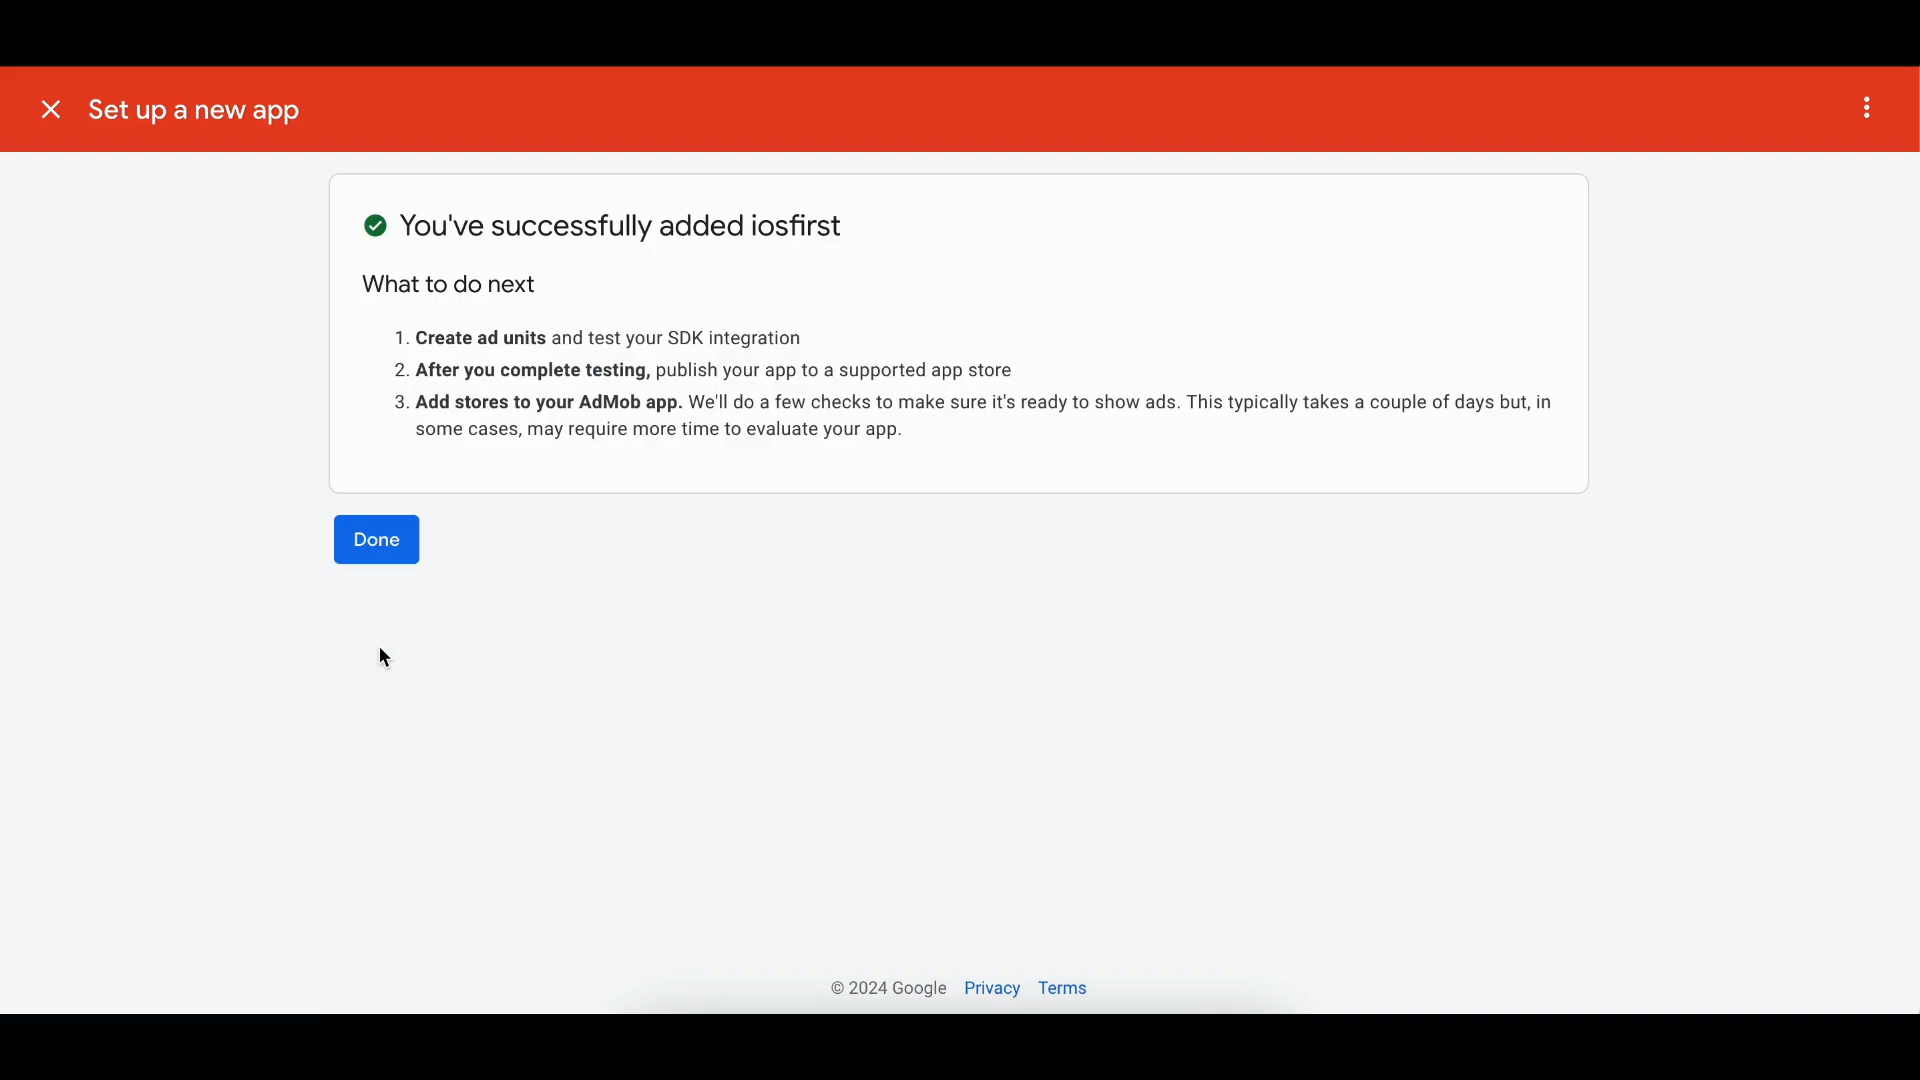 Set up a new app
You've successfully added iosfirst
What to do next
1. Create ad units and test your SDK integration
2. After you complete testing, publish your app to a supported app store
3. Add stores to your AdMob app. We'll do a few checks to make sure it's ready to show ads. This typically takes a couple of days but, in
some cases, may require more time to evaluate your app.
Done
© 2024 Google Privacy Terms